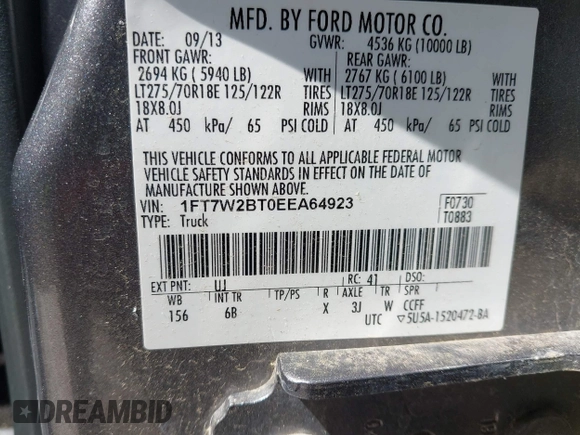 MFD. BY FORD MOTOR CO.
DATE: 09/13 GVWR: 4536 KG (10000 LB)
FRONT GAWR: REAR GAWR:
2694 KG (5940 LB) WITH 2767 KG (6100 LB) WITH
LT275/70R18E 125/122R TIRES LT275/70R18E 125/122R TIRES
18X8.0J RIMS 18X8.0J RIMS
AT 450 kPa/ 65 PSI COLD AT 450 kPa/ 65 PSI COLD
THIS VEHICLE CONFORMS TO ALL APPLICABLE FEDERAL MOTOR
VEHICLE SAFETY STANDARDS IN EFFECT ON THE DATE OF
MANUFACTURE SHOWN ABOVE.
VIN: 1FT7W2BT0EEA64923 F0730
TYPE: Truck T0883
EXT PNT: UJ RC: 41 DSO:
WB INT TR TP/PS R AXLE TR SPR
156 6B X 3J W CCFF
UTC ▽5U5A-1520472-BA
DREAMBID